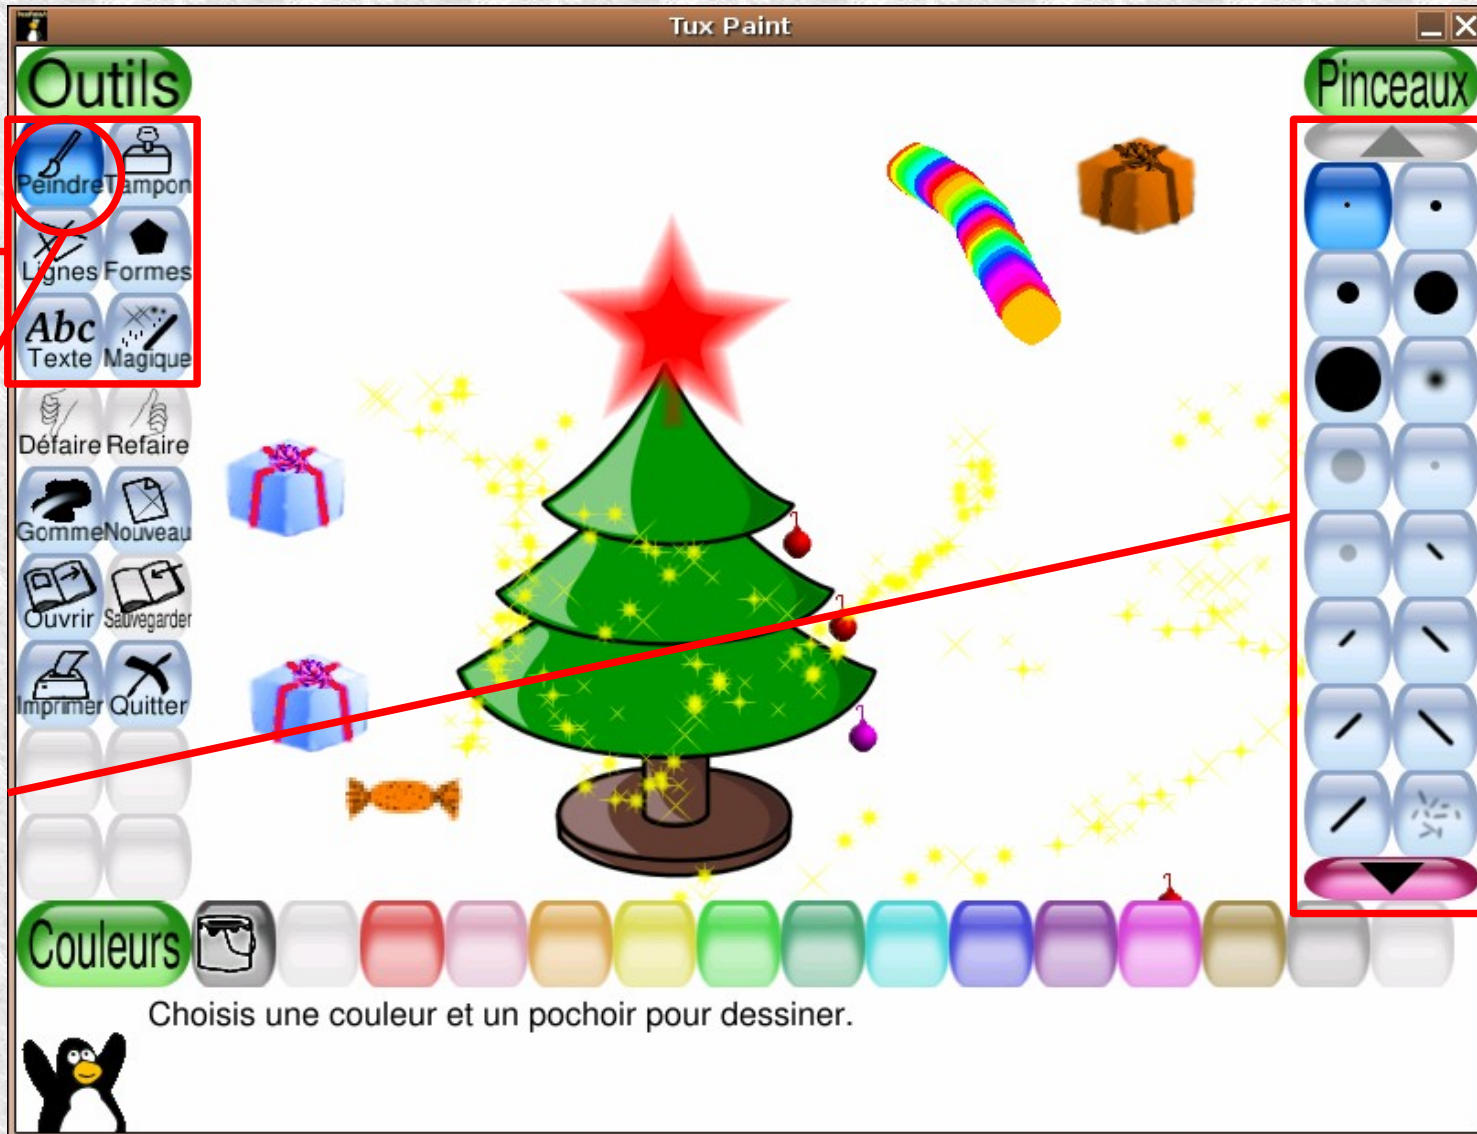 Tux Paint
Outils
Pinceaux
Peindre Tampon
Lignes Formes
Abc
Texte Magique
Défaire Refaire
Gomme Nouveau
Ouvrir Sauvegarder
Imprimer Quitter
Couleurs
Choisis une couleur et un pochoir pour dessiner.